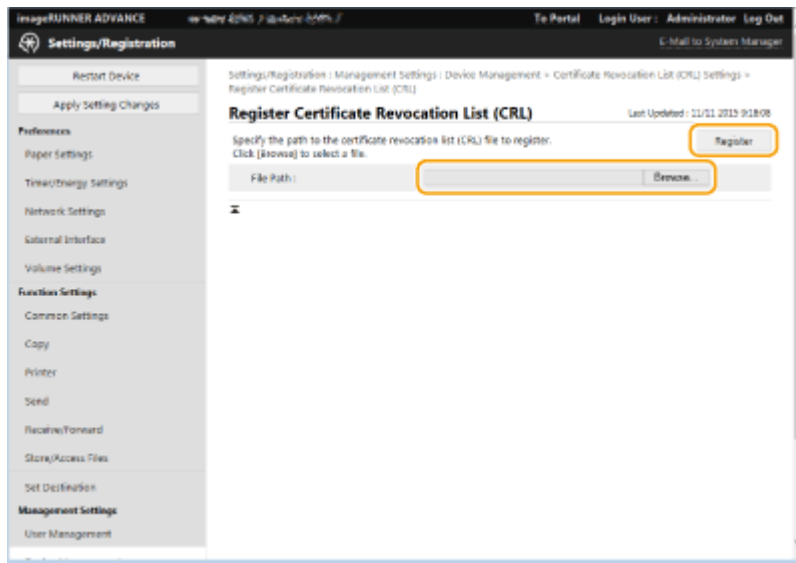 imageRUNNER ADVANCE
To Portal Login User : Administrator Log Out
Settings/Registration
E-Mail to System Manager
Restart Device
Apply Setting Changes
Preferences
Paper Settings
Timer/Energy Settings
Network Settings
External Interface
Volume Settings
Function Settings
Common Settings
Copy
Printer
Send
Receive/Forward
Store/Access Files
Set Destination
Management Settings
User Management
Settings/Registration : Management Settings : Device Management > Certificate Revocation List (CRL) Settings >
Register Certificate Revocation List (CRL)
Register Certificate Revocation List (CRL)
Last Updated : 11/11 2015 9:18:08
Specify the path to the certificate revocation list (CRL) file to register.
Click [Browse] to select a file.
Register
File Path :
Browse...